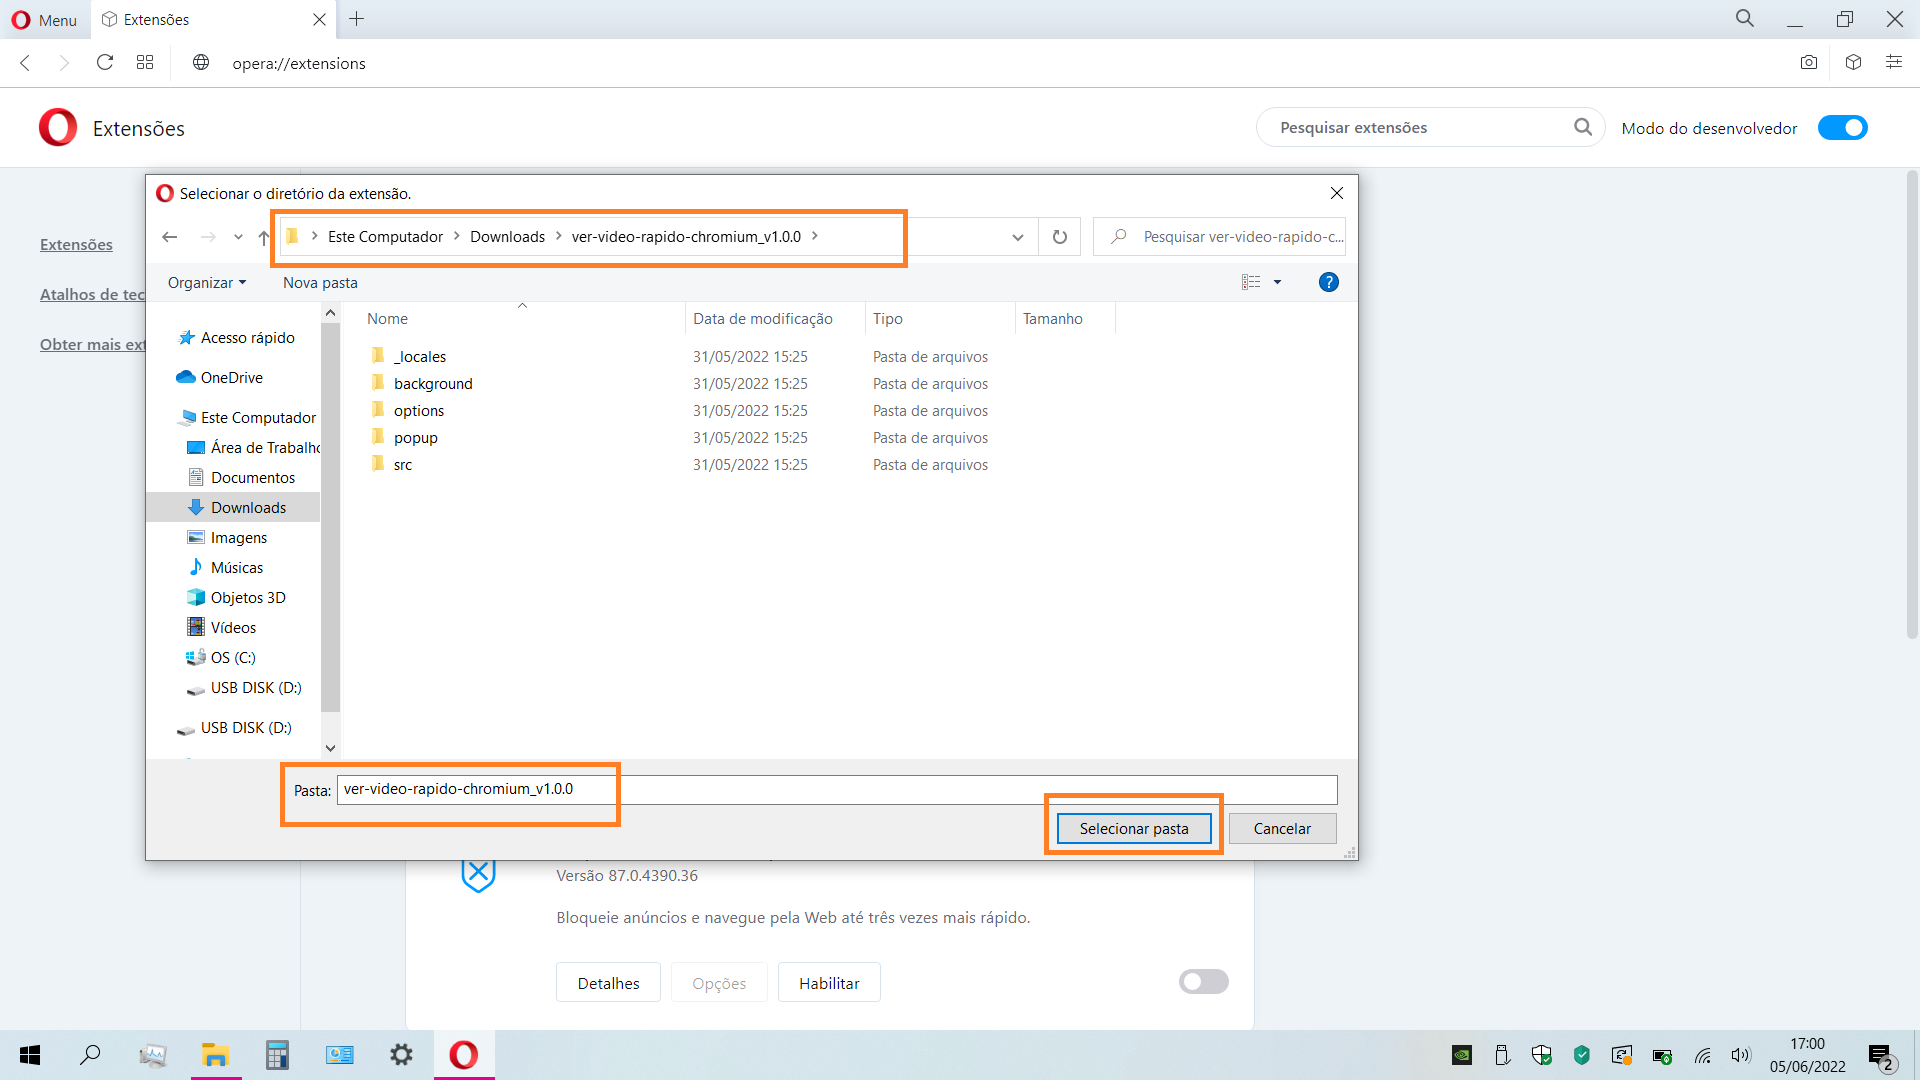 Menu
Extensões
opera://extensions
Extensões
Pesquisar extensões
Modo do desenvolvedor
Selecionar o diretório da extensão.
Este Computador
Downloads
ver-video-rapido-chromium_v1.0.0
Pesquisar ver-video-rapido-c...
Organizar
Nova pasta
Extensões
Atalhos de tec
Obter mais ext
Acesso rápido
OneDrive
Este Computador
Área de Trabalho
Documentos
Downloads
Imagens
Músicas
Objetos 3D
Vídeos
OS (C:)
USB DISK (D:)
USB DISK (D:)
Nome Data de modificação Tipo Tamanho
_locales 31/05/2022 15:25 Pasta de arquivos
background 31/05/2022 15:25 Pasta de arquivos
options 31/05/2022 15:25 Pasta de arquivos
popup 31/05/2022 15:25 Pasta de arquivos
src 31/05/2022 15:25 Pasta de arquivos
Pasta: ver-video-rapido-chromium_v1.0.0
Selecionar pasta
Cancelar
Versão 87.0.4390.36
Bloqueie anúncios e navegue pela Web até três vezes mais rápido.
Detalhes
Opções
Habilitar
17:00
05/06/2022
2